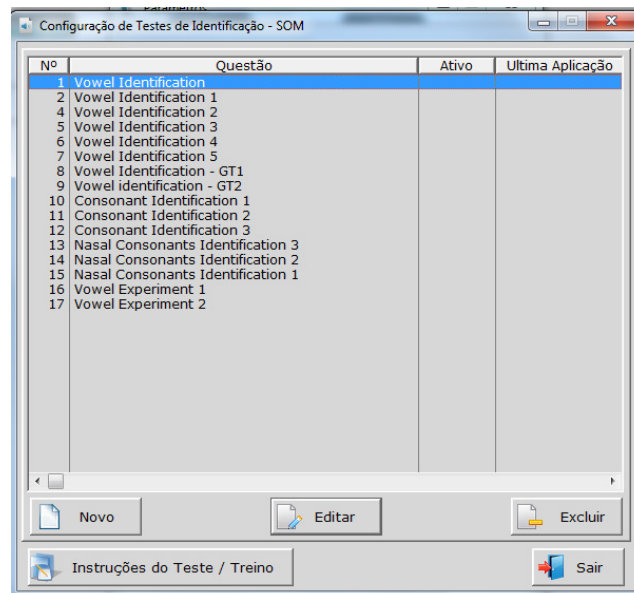 Parâmetros
Configuração de Testes de Identificação - SOM
Nº Questão Ativo Ultima Aplicação
1 Vowel Identification
2 Vowel Identification 1
4 Vowel Identification 2
5 Vowel Identification 3
6 Vowel Identification 4
7 Vowel Identification 5
8 Vowel Identification - GT1
9 Vowel identification - GT2
10 Consonant Identification 1
11 Consonant Identification 2
12 Consonant Identification 3
13 Nasal Consonants Identification 3
14 Nasal Consonants Identification 2
15 Nasal Consonants Identification 1
16 Vowel Experiment 1
17 Vowel Experiment 2
Novo Editar Excluir
Instruções do Teste / Treino Sair